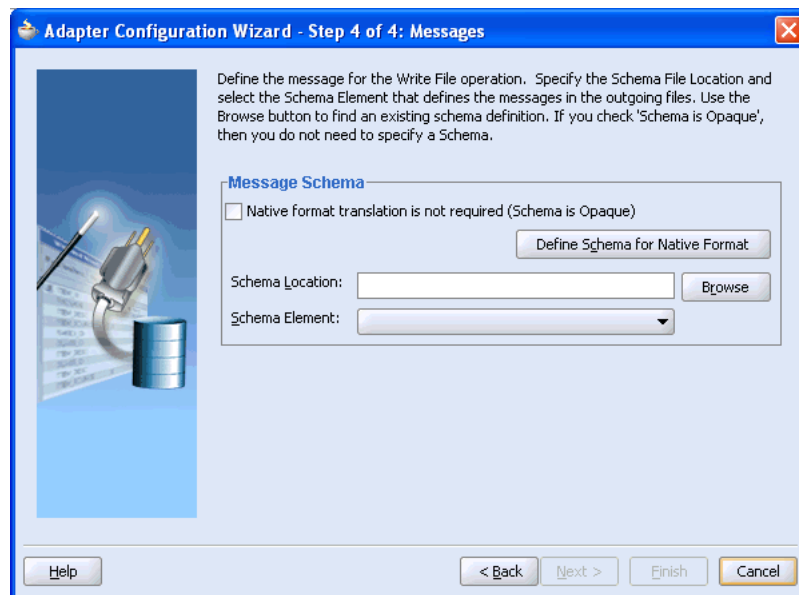 Adapter Configuration Wizard - Step 4 of 4: Messages
Define the message for the Write File operation.  Specify the Schema File Location and
select the Schema Element that defines the messages in the outgoing files. Use the
Browse button to find an existing schema definition. If you check 'Schema is Opaque',
then you do not need to specify a Schema.
Message Schema
Native format translation is not required (Schema is Opaque)
Define Schema for Native Format
Schema Location:
Browse
Schema Element:
Help
< Back
Next >
Finish
Cancel